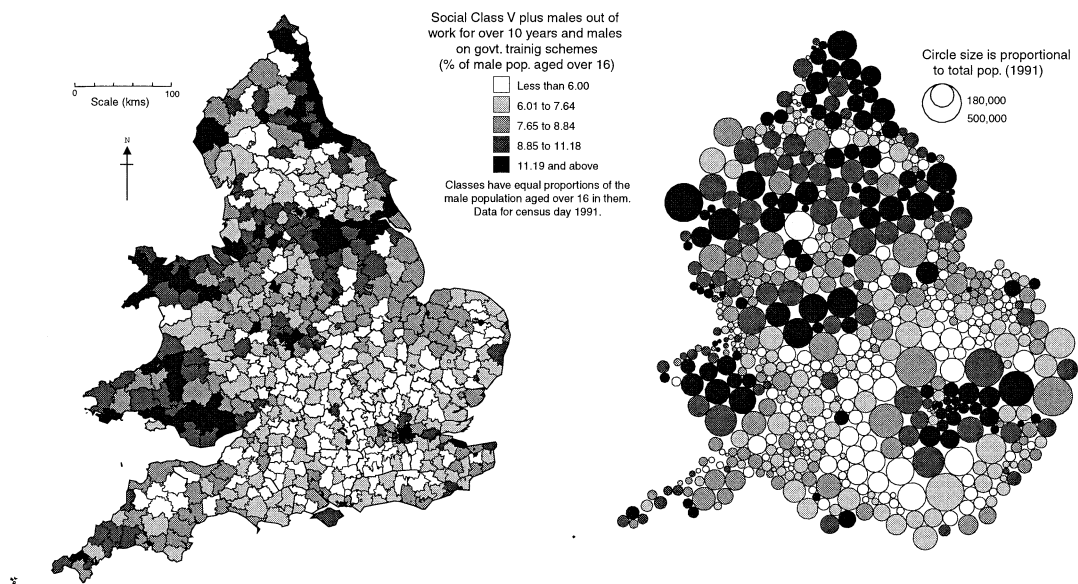 Social Class V plus males out of
work for over 10 years and males
on govt. trainig schemes
(% of male pop. aged over 16)
Less than 6.00
6.01 to 7.64
7.65 to 8.84
8.85 to 11.18
11.19 and above
Classes have equal proportions of the
male population aged over 16 in them.
Data for census day 1991.
0 100
Scale (kms)
N
Circle size is proportional
to total pop. (1991)
180,000
500,000